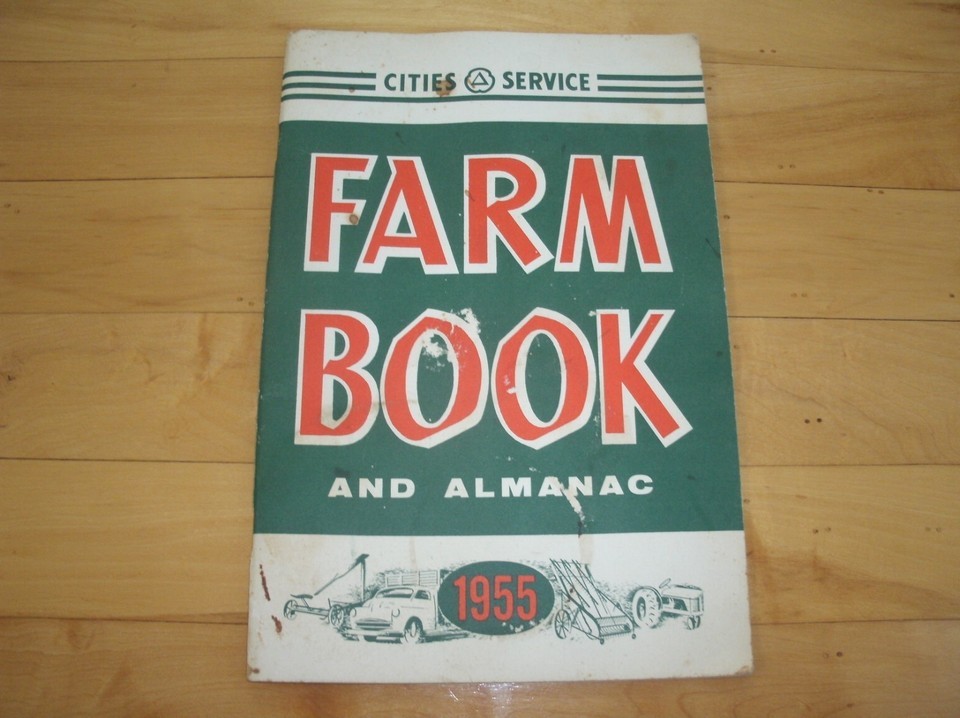 CITIES SERVICE
FARM
BOOK
AND ALMANAC
1955